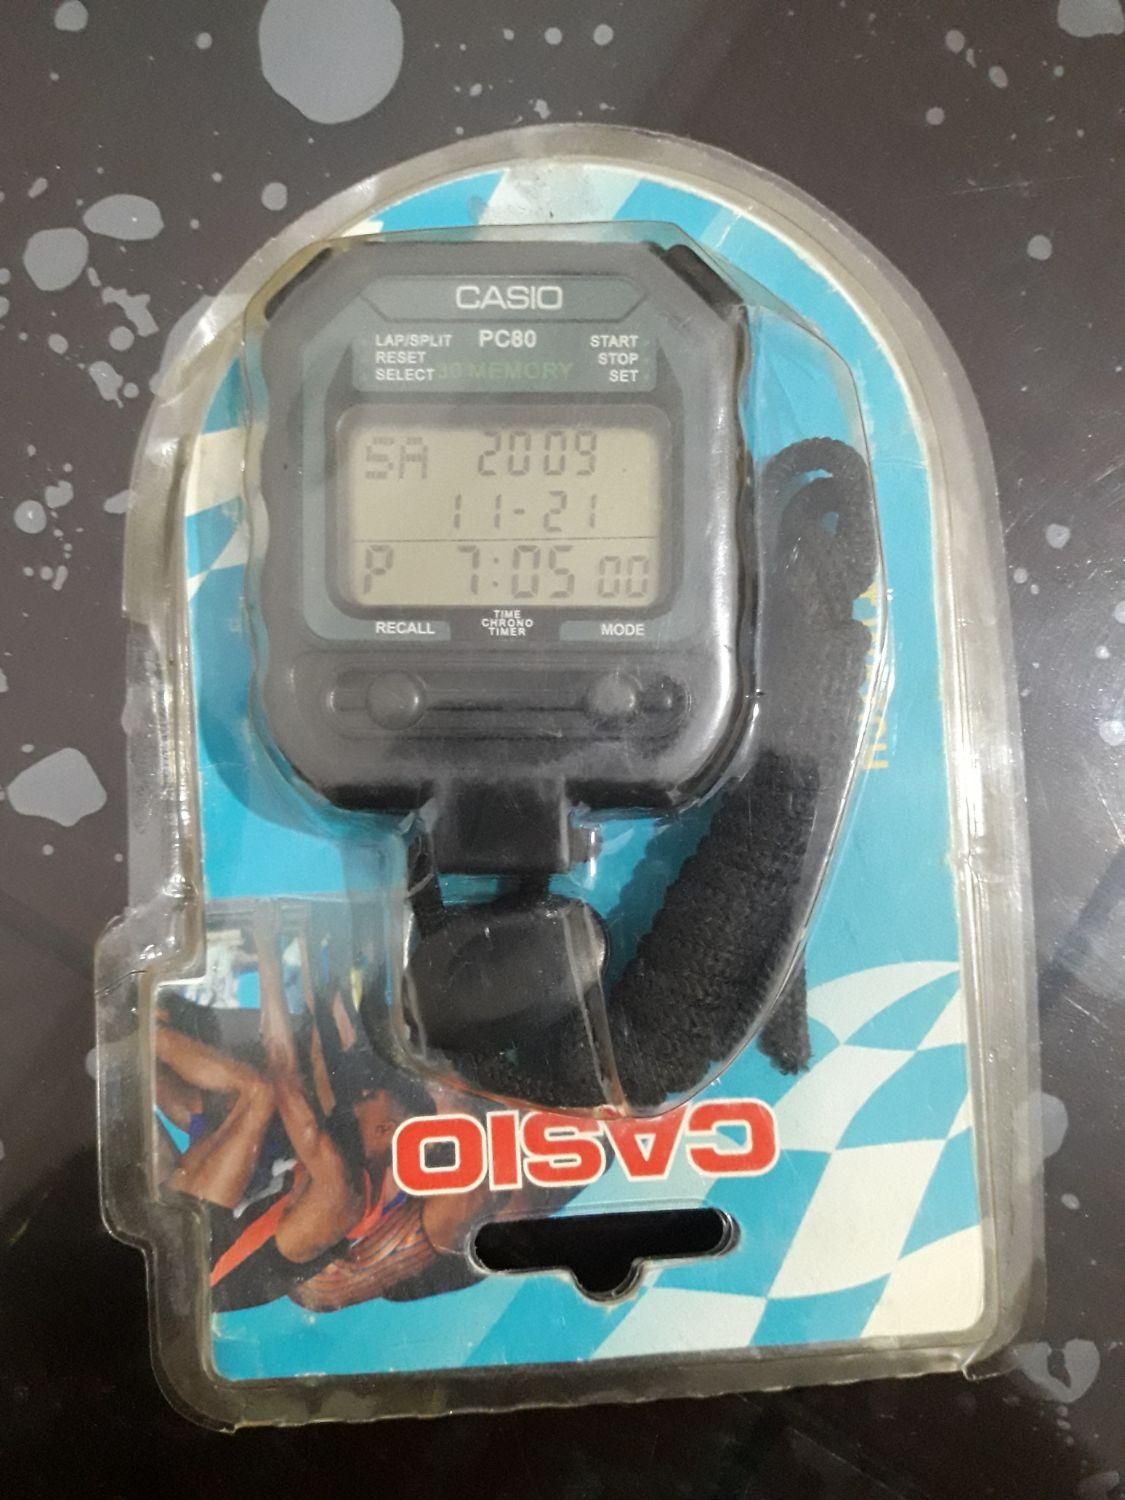 CASIO
LAP/SPLIT PC80 START
RESET STOP
SELECT 30 MEMORY SET
SA 2009
11-21
P 7:05 00
RECALL TIME MODE
CHRONO
TIMER
CASIO